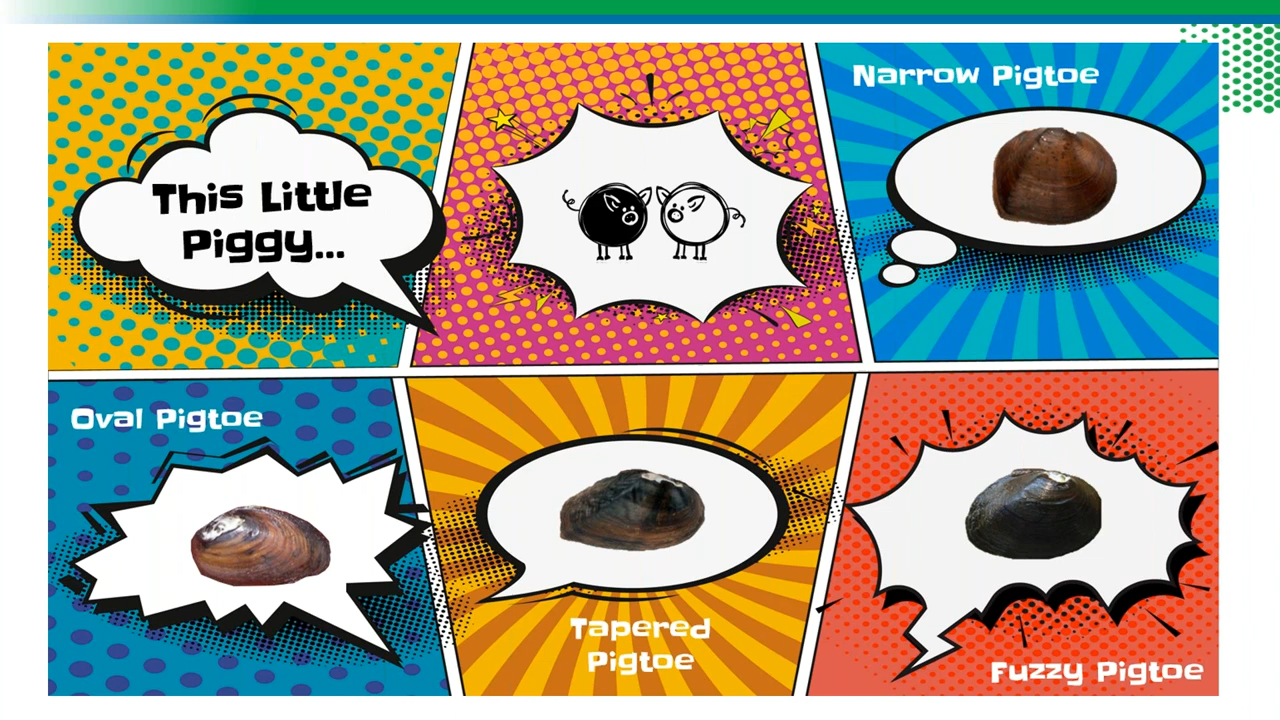 This Little
Piggy...
Narrow Pigtoe
Oval Pigtoe
Tapered
Pigtoe
Fuzzy Pigtoe